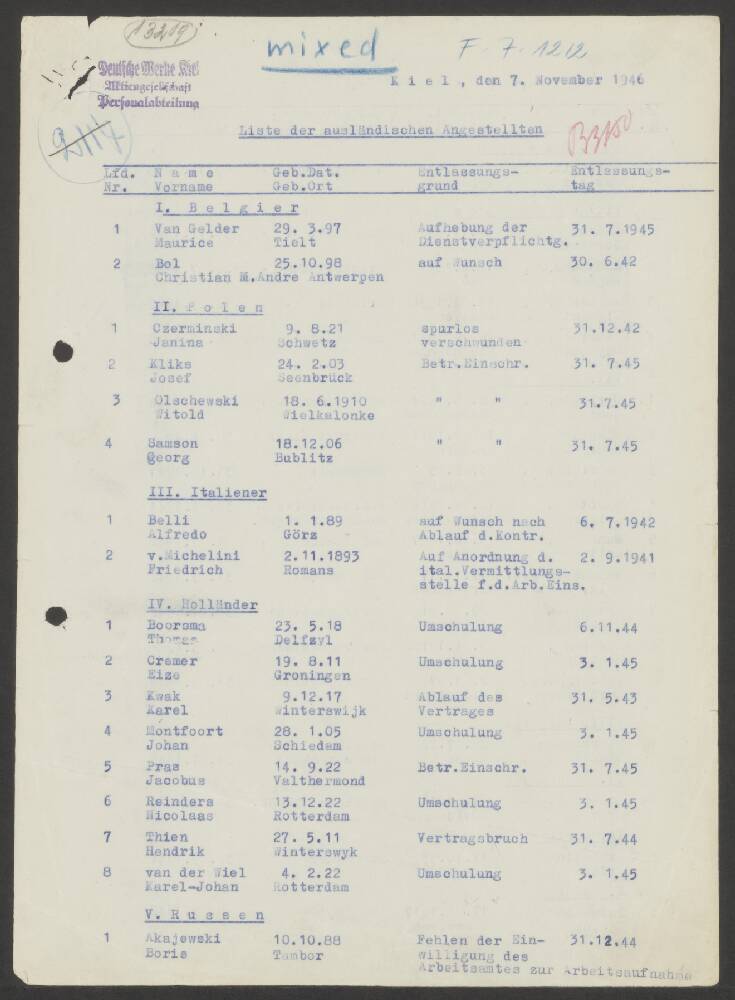 13219
mixed
F. 7. 1212
Deutsche Werke Kiel
Aktiengesellschaft
Personalabteilung
K i e l , den 7. November 1946
2117
Liste der ausländischen Angestellten
Lfd. N a m e Geb.Dat. Entlassungs- Entlassungs-
Nr. Vorname Geb.Ort grund tag
I. B e l g i e r
1 Van Gelder 29. 3.97 Aufhebung der 31. 7.1945
Maurice Tielt Dienstverpflichtg.
2 Bol 25.10.98 auf Wunsch 30. 6.42
Christian M.Andre Antwerpen
II. P o l e n
1 Czerminski 9. 8.21 spurlos 31.12.42
Janina Schwetz verschwunden
2 Kliks 24. 2.03 Betr.Einschr. 31. 7.45
Josef Seenbrück
3 Olschewski 18. 6.1910 " " 31.7.45
Witold Wielkalonke
4 Samson 18.12.06 " " 31. 7.45
Georg Bublitz
III. Italiener
1 Belli 1. 1.89 auf Wunsch nach 6. 7.1942
Alfredo Görz Ablauf d.Kontr.
2 v.Michelini 2.11.1893 Auf Anordnung d. 2. 9.1941
Friedrich Romans ital.Vermittlungs-
stelle f.d.Arb.Eins.
IV. Holländer
1 Boorsma 23. 5.18 Umschulung 6.11.44
Thomas Delfzyl
2 Cremer 19. 8.11 Umschulung 3. 1.45
Eize Groningen
3 Kwak 9.12.17 Ablauf des 31. 5.43
Karel Winterswijk Vertrages
4 Montfoort 28. 1.05 Umschulung 3. 1.45
Johan Schiedam
5 Pras 14. 9.22 Betr.Einschr. 31. 7.45
Jacobus Valthermond
6 Reinders 13.12.22 Umschulung 3. 1.45
Nicolaas Rotterdam
7 Thien 27. 5.11 Vertragsbruch 31. 7.44
Hendrik Winterswyk
8 van der Wiel 4. 2.22 Umschulung 3. 1.45
Karel-Johan Rotterdam
V. R u s s e n
1 Akajewski 10.10.88 Fehlen der Ein- 31.12.44
Boris Tambor willigung des
Arbeitsamtes zur Arbeitsaufnahme